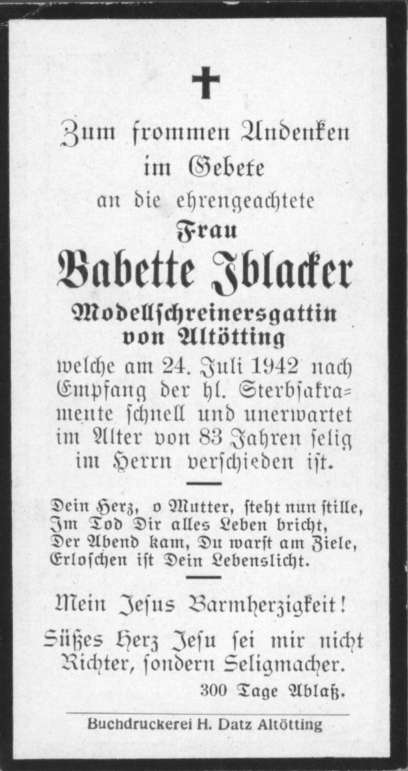 Zum frommen Andenken
im Gebete
an die ehrengeachtete
Frau
Babette Iblacker
Modellschreinersgattin
von Altötting
welche am 24. Juli 1942 nach
Empfang der hl. Sterbsakra-
mente schnell und unerwartet
im Alter von 83 Jahren selig
im Herrn verschieden ist.
Dein Herz, o Mutter, steht nun stille,
Im Tod Dir alles Leben bricht,
Der Abend kam, Du warst am Ziele,
Erloschen ist Dein Lebenslicht.
Mein Jesus Barmherzigkeit!
Süßes Herz Jesu sei mir nicht
Richter, sondern Seligmacher.
300 Tage Ablaß.
Buchdruckerei H. Datz Altötting